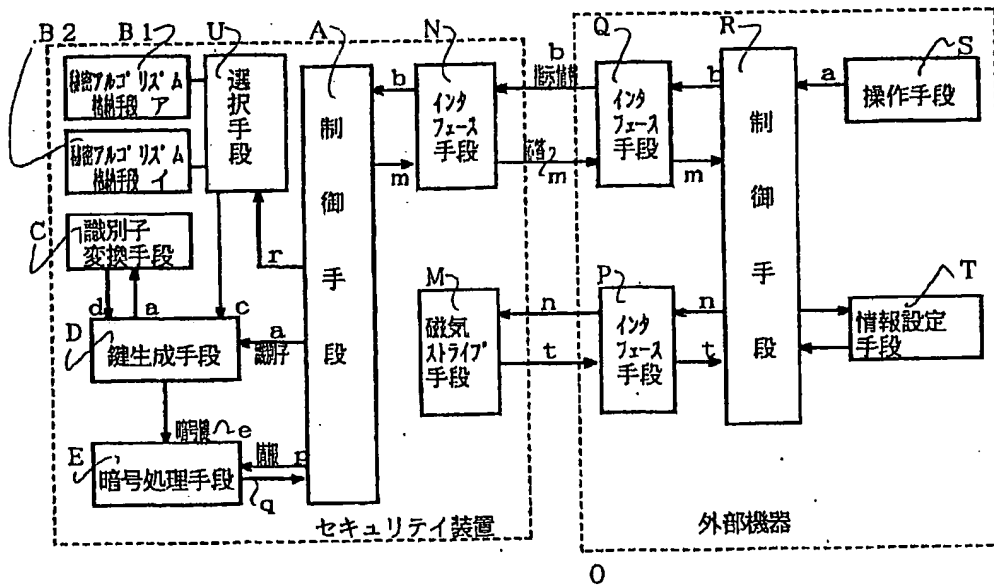 B2
B1
U
A
N
b
Q
R
S
秘密アルゴリズム
格納手段 ア
秘密アルゴリズム
格納手段 イ
選択手段
制御手段
b
インタ
フェース
手段
指示情報
インタ
フェース
手段
b
制御手段
a
操作手段
m
応答
m
m
C
識別子
変換手段
r
M
P
T
d
a
c
n
n
D
鍵生成手段
a
識別子
磁気
ストライプ
手段
インタ
フェース
手段
情報設定
手段
t
t
暗号鍵
e
E
暗号処理手段
情報
p
q
セキュリテイ装置
外部機器
O